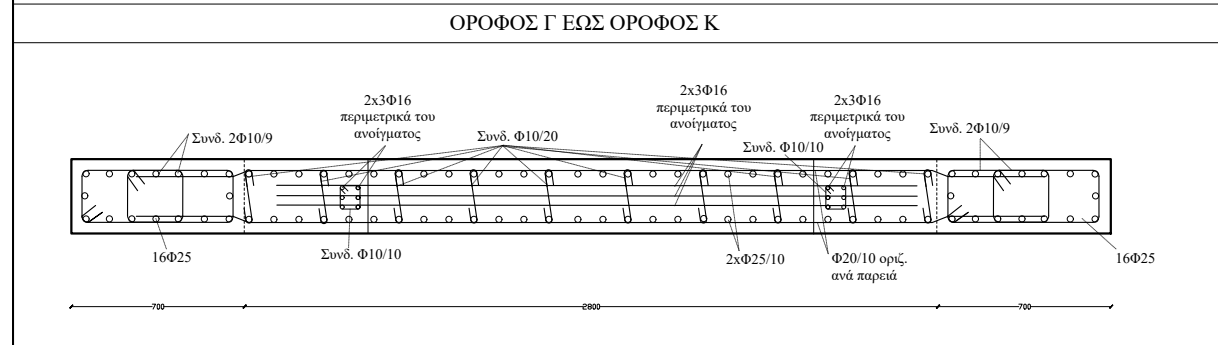 ΟΡΟΦΟΣ Γ ΕΩΣ ΟΡΟΦΟΣ Κ
Συνδ. 2Φ10/9
2x3Φ16
περιμετρικά του
ανοίγματος
Συνδ. Φ10/20
2x3Φ16
περιμετρικά του
ανοίγματος
Συνδ. Φ10/10
2x3Φ16
περιμετρικά του
ανοίγματος
Συνδ. 2Φ10/9
16Φ25
Συνδ. Φ10/10
2xΦ25/10
Φ20/10 οριζ.
ανά παρειά
16Φ25
700
2800
700